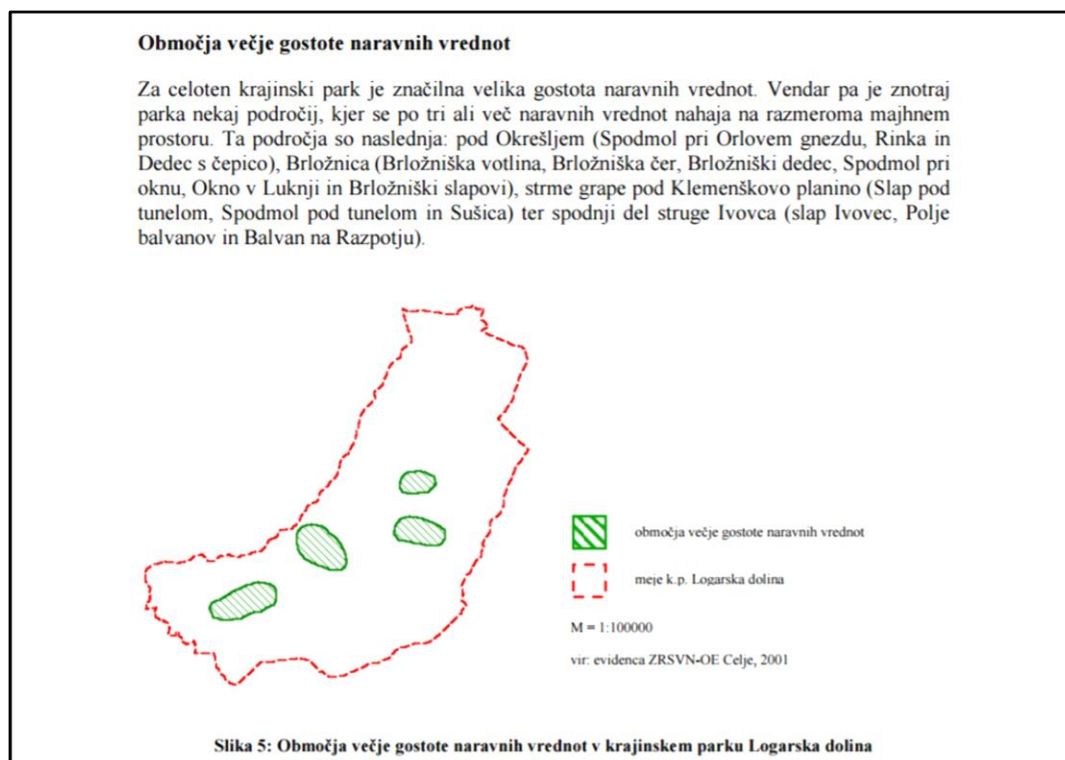 Območja večje gostote naravnih vrednot
Za celoten krajinski park je značilna velika gostota naravnih vrednot. Vendar pa je znotraj
parka nekaj področij, kjer se po tri ali več naravnih vrednot nahaja na razmeroma majhnem
prostoru. Ta področja so naslednja: pod Okrešljem (Spodmol pri Orlovem gnezdu, Rinka in
Dedec s čepico), Brložnica (Brložniška votlina, Brložniška čer, Brložniški dedec, Spodmol pri
oknu, Okno v Luknji in Brložniški slapovi), strme grape pod Klemenškovo planino (Slap pod
tunelom, Spodmol pod tunelom in Sušica) ter spodnji del struge Ivovca (slap Ivovec, Polje
balvanov in Balvan na Razpotju).
območja večje gostote naravnih vrednot
meje k.p. Logarska dolina
M = 1:100000
vir: evidenca ZRSVN-OE Celje, 2001
Slika 5: Območja večje gostote naravnih vrednot v krajinskem parku Logarska dolina